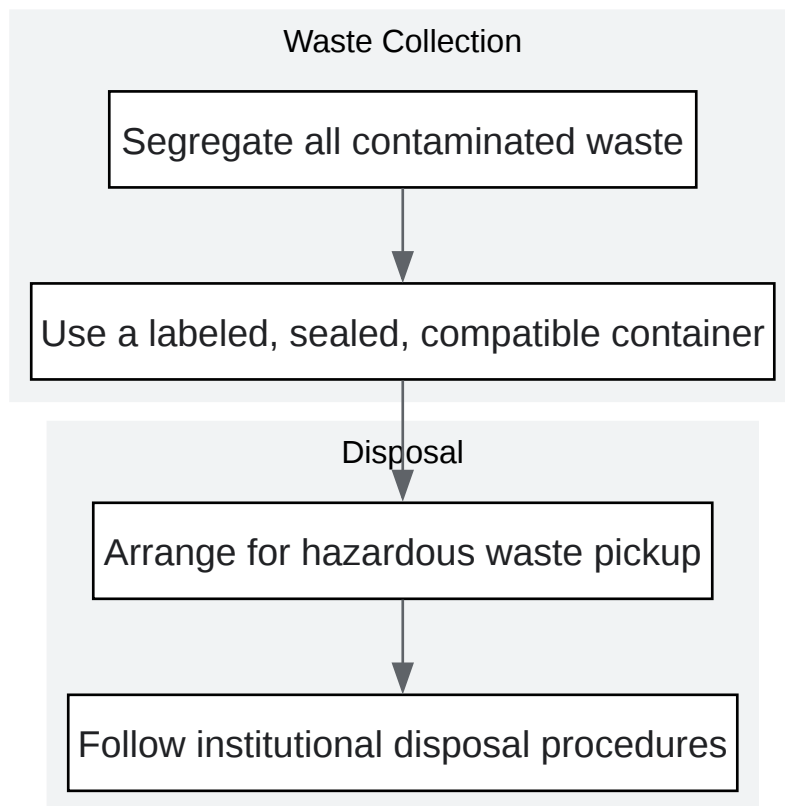 Waste Collection
Segregate all contaminated waste
Use a labeled, sealed, compatible container
Disposal
Arrange for hazardous waste pickup
Follow institutional disposal procedures